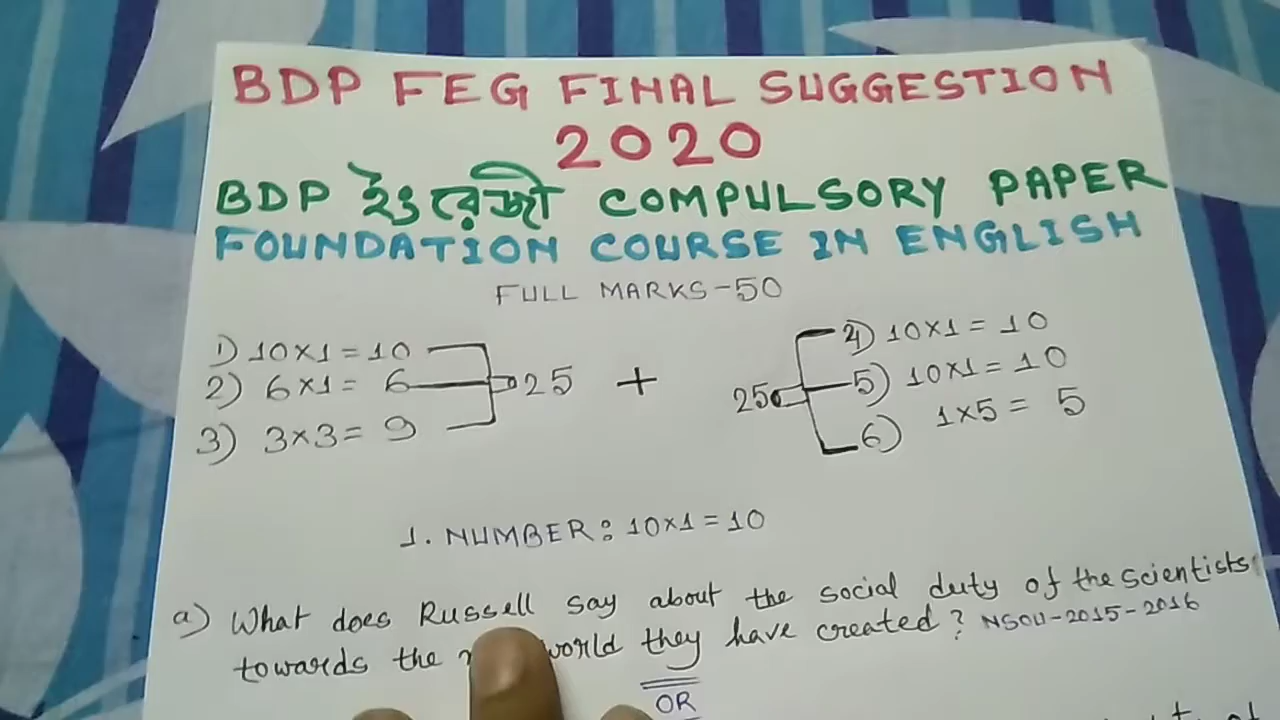 BDP FEG FINAL SUGGESTION
2020
BDP ইংরেজী COMPULSORY PAPER
FOUNDATION COURSE IN ENGLISH
FULL MARKS-50
1) 10×1 = 10
2) 6×1 = 6
3) 3×3 = 9
25 + 25
4) 10×1 = 10
5) 10×1 = 10
6) 1×5 = 5
1. NUMBER: 10×1 = 10
a) What does Russell say about the social duty of the scientists
towards the world they have created? NSOU-2015-2016
OR